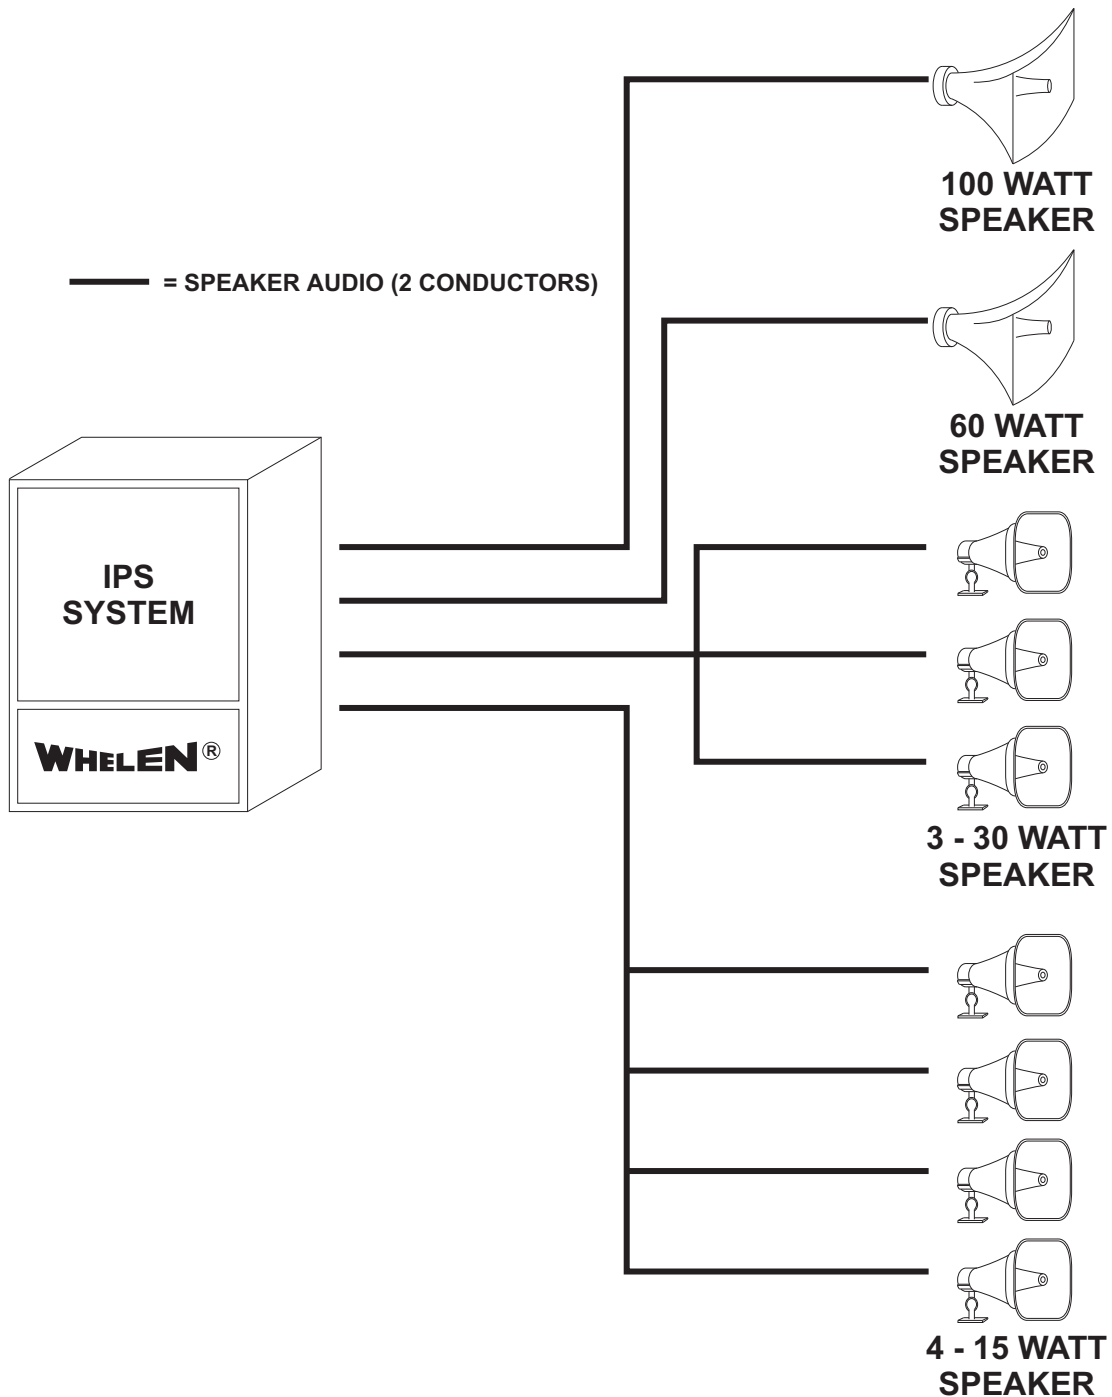 100 WATT
SPEAKER
= SPEAKER AUDIO (2 CONDUCTORS)
60 WATT
SPEAKER
IPS
SYSTEM
WHELEN®
3 - 30 WATT
SPEAKER
4 - 15 WATT
SPEAKER